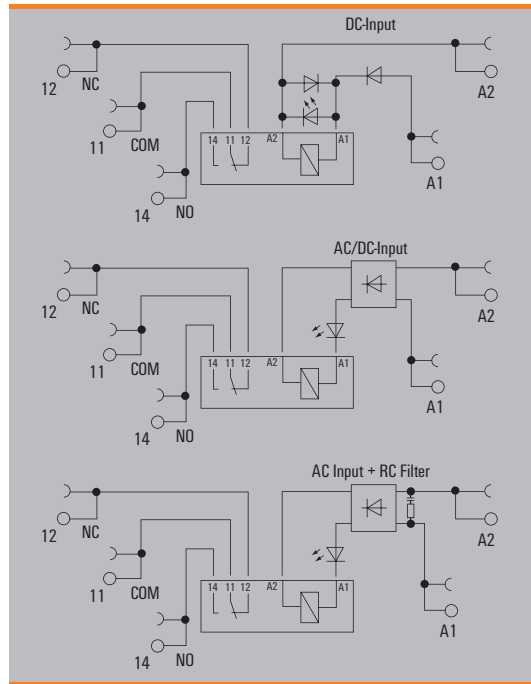 DC-Input
12 NC
A2
11 COM
14 11 12 A2 A1
14 NO
A1
AC/DC-Input
12 NC
A2
11 COM
14 11 12 A2 A1
14 NO
A1
AC Input + RC Filter
12 NC
A2
11 COM
14 11 12 A2 A1
14 NO
A1